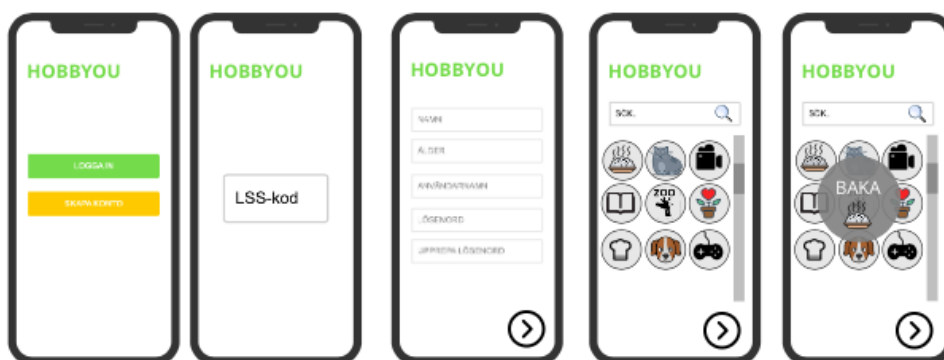 HOBBYOU
LOGGA IN
SKAPA KONTO
HOBBYOU
LSS-kod
HOBBYOU
NAMN
ÅLDER
ANVÄNDARNAMN
LÖSENORD
UPPREPA LÖSENORD
HOBBYOU
SÖK.
ZOO
HOBBYOU
SÖK.
BAKA